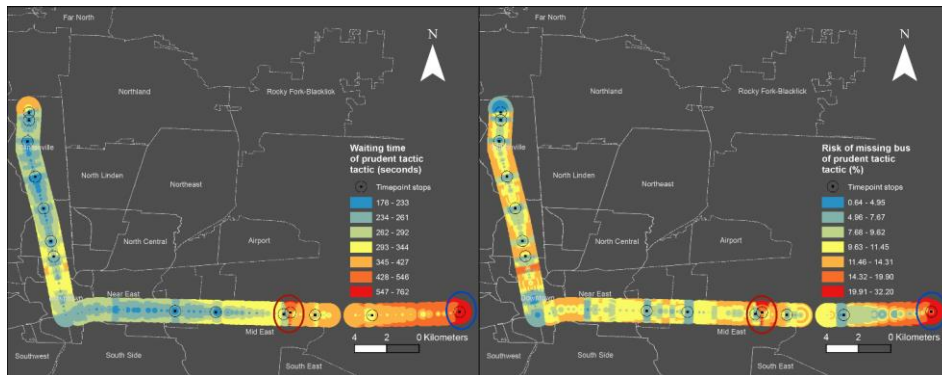 Far North
N
Northland
Rocky Fork-Blacklick
North Linden
Northeast
North Central
Airport
Near East
Mid East
Southwest
South Side
South East
Waiting time
of prudent tactic
tactic (seconds)
Timepoint stops
176 - 233
234 - 261
262 - 292
293 - 344
345 - 427
428 - 546
547 - 762
4 2 0 Kilometers
Far North
N
Northland
Rocky Fork-Blacklick
North Linden
Northeast
North Central
Airport
Near East
Mid East
Southwest
South Side
South East
Risk of missing bus
of prudent tactic
tactic (%)
Timepoint stops
0.64 - 4.95
4.96 - 7.67
7.68 - 9.62
9.63 - 11.45
11.46 - 14.31
14.32 - 19.90
19.91 - 32.20
4 2 0 Kilometers